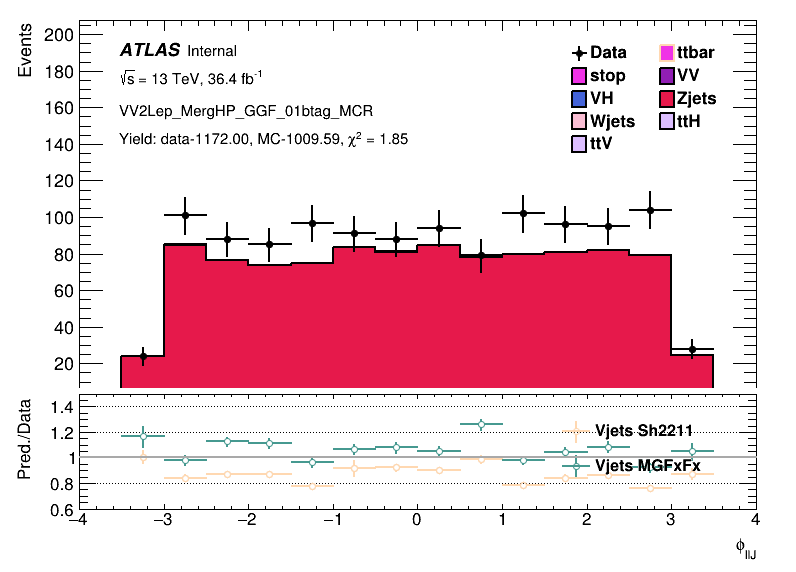 Events
200
180
160
140
120
100
80
60
40
20
ATLAS Internal
√s = 13 TeV, 36.4 fb⁻¹
VV2Lep_MergHP_GGF_01btag_MCR
Yield: data-1172.00, MC-1009.59, χ² = 1.85
Data ttbar
stop VV
VH Zjets
Wjets ttH
ttV
Pred./Data
1.4
1.2
1
0.8
0.6
Vjets Sh2211
Vjets MGFxFx
−4 −3 −2 −1 0 1 2 3 4
ϕ_llJ